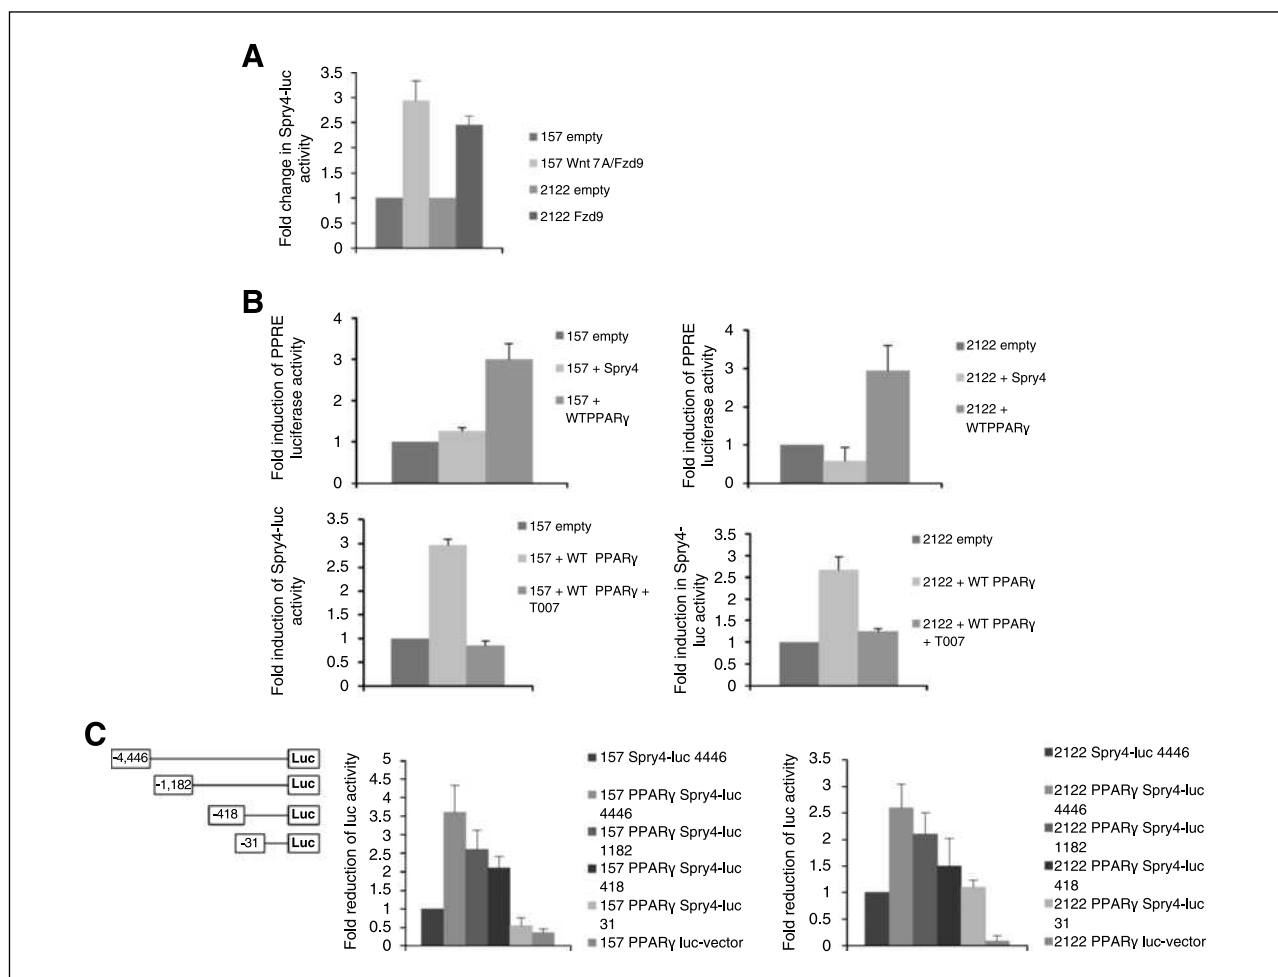 A
Fold change in Spry4-luc
activity
3.5
3
2.5
2
1.5
1
0.5
0
157 empty
157 Wnt 7A/Fzd9
2122 empty
2122 Fzd9
B
Fold induction of PPRE
luciferase activity
4
3
2
1
0
157 empty
157 + Spry4
157 +
WTPPARγ
Fold induction of PPRE
luciferase activity
4
3
2
1
0
2122 empty
2122 + Spry4
2122 +
WTPPARγ
Fold induction of Spry4-luc
activity
3.5
3
2.5
2
1.5
1
0.5
0
157 empty
157 + WT PPARγ
157 + WT PPARγ +
T007
Fold induction in Spry4-
luc activity
3.5
3
2.5
2
1.5
1
0.5
0
2122 empty
2122 + WT PPARγ
2122 + WT PPARγ
+ T007
C
-4,446 Luc
-1,182 Luc
-418 Luc
-31 Luc
Fold reduction of luc activity
5
4.5
4
3.5
3
2.5
2
1.5
1
0.5
0
157 Spry4-luc 4446
157 PPARγ Spry4-luc
4446
157 PPARγ Spry4-luc
1182
157 PPARγ Spry4-luc
418
157 PPARγ Spry4-luc
31
157 PPARγ luc-vector
Fold reduction of luc activity
3.5
3
2.5
2
1.5
1
0.5
0
2122 Spry4-luc 4446
2122 PPARγ Spry4-luc
4446
2122 PPARγ Spry4-luc
1182
2122 PPARγ Spry4-luc
418
2122 PPARγ Spry4-luc
31
2122 PPARγ luc-vector